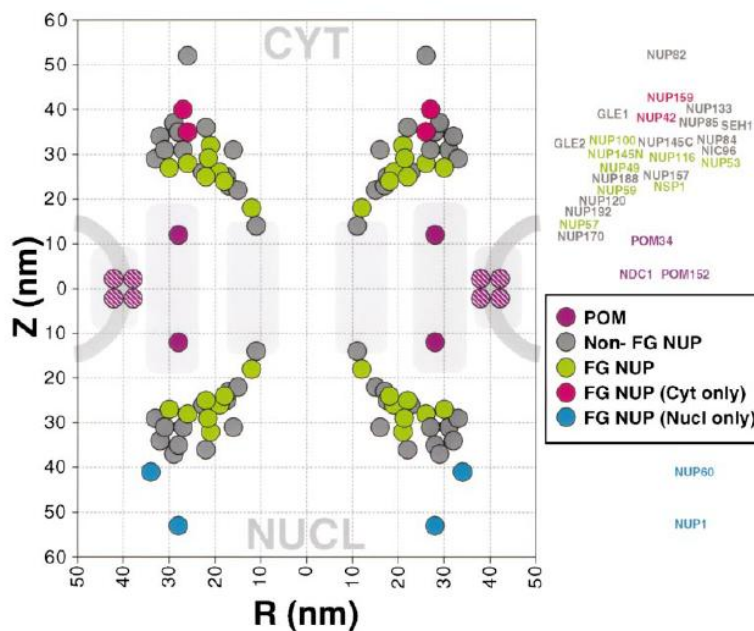 60
50
40
30
20
10
0
10
20
30
40
50
60
Z (nm)
CYT
NUCL
50
40
30
20
10
0
10
20
30
40
50
R (nm)
NUP82
NUP159
GLE1
NUP42
NUP133
NUP85
SEH1
GLE2
NUP100
NUP145C
NUP84
NUP145N
NUP116
NIC96
NUP49
NUP53
NUP188
NUP157
NUP59
NSP1
NUP120
NUP192
NUP57
NUP170
POM34
NDC1 POM152
POM
Non- FG NUP
FG NUP
FG NUP (Cyt only)
FG NUP (Nucl only)
NUP60
NUP1